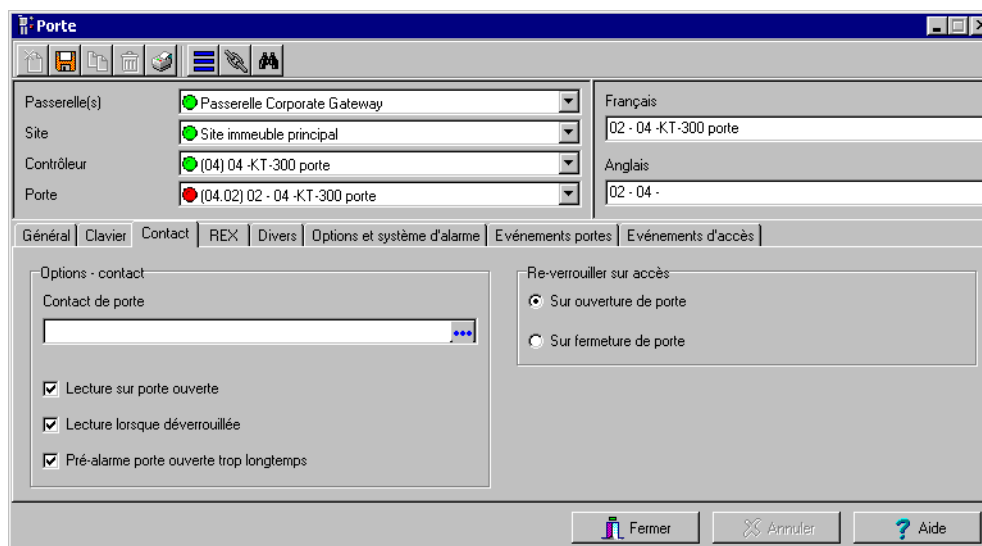 Porte
Passerelle(s)
Passerelle Corporate Gateway
Site
Site immeuble principal
Contrôleur
(04) 04 -KT-300 porte
Porte
(04.02) 02 - 04 -KT-300 porte
Français
02 - 04 -KT-300 porte
Anglais
02 - 04 -
Général Clavier Contact REX Divers Options et système d'alarme Evénements portes Evénements d'accès
Options - contact
Contact de porte
Lecture sur porte ouverte
Lecture lorsque déverrouillée
Pré-alarme porte ouverte trop longtemps
Re-verrouiller sur accès
Sur ouverture de porte
Sur fermeture de porte
Fermer Annuler Aide